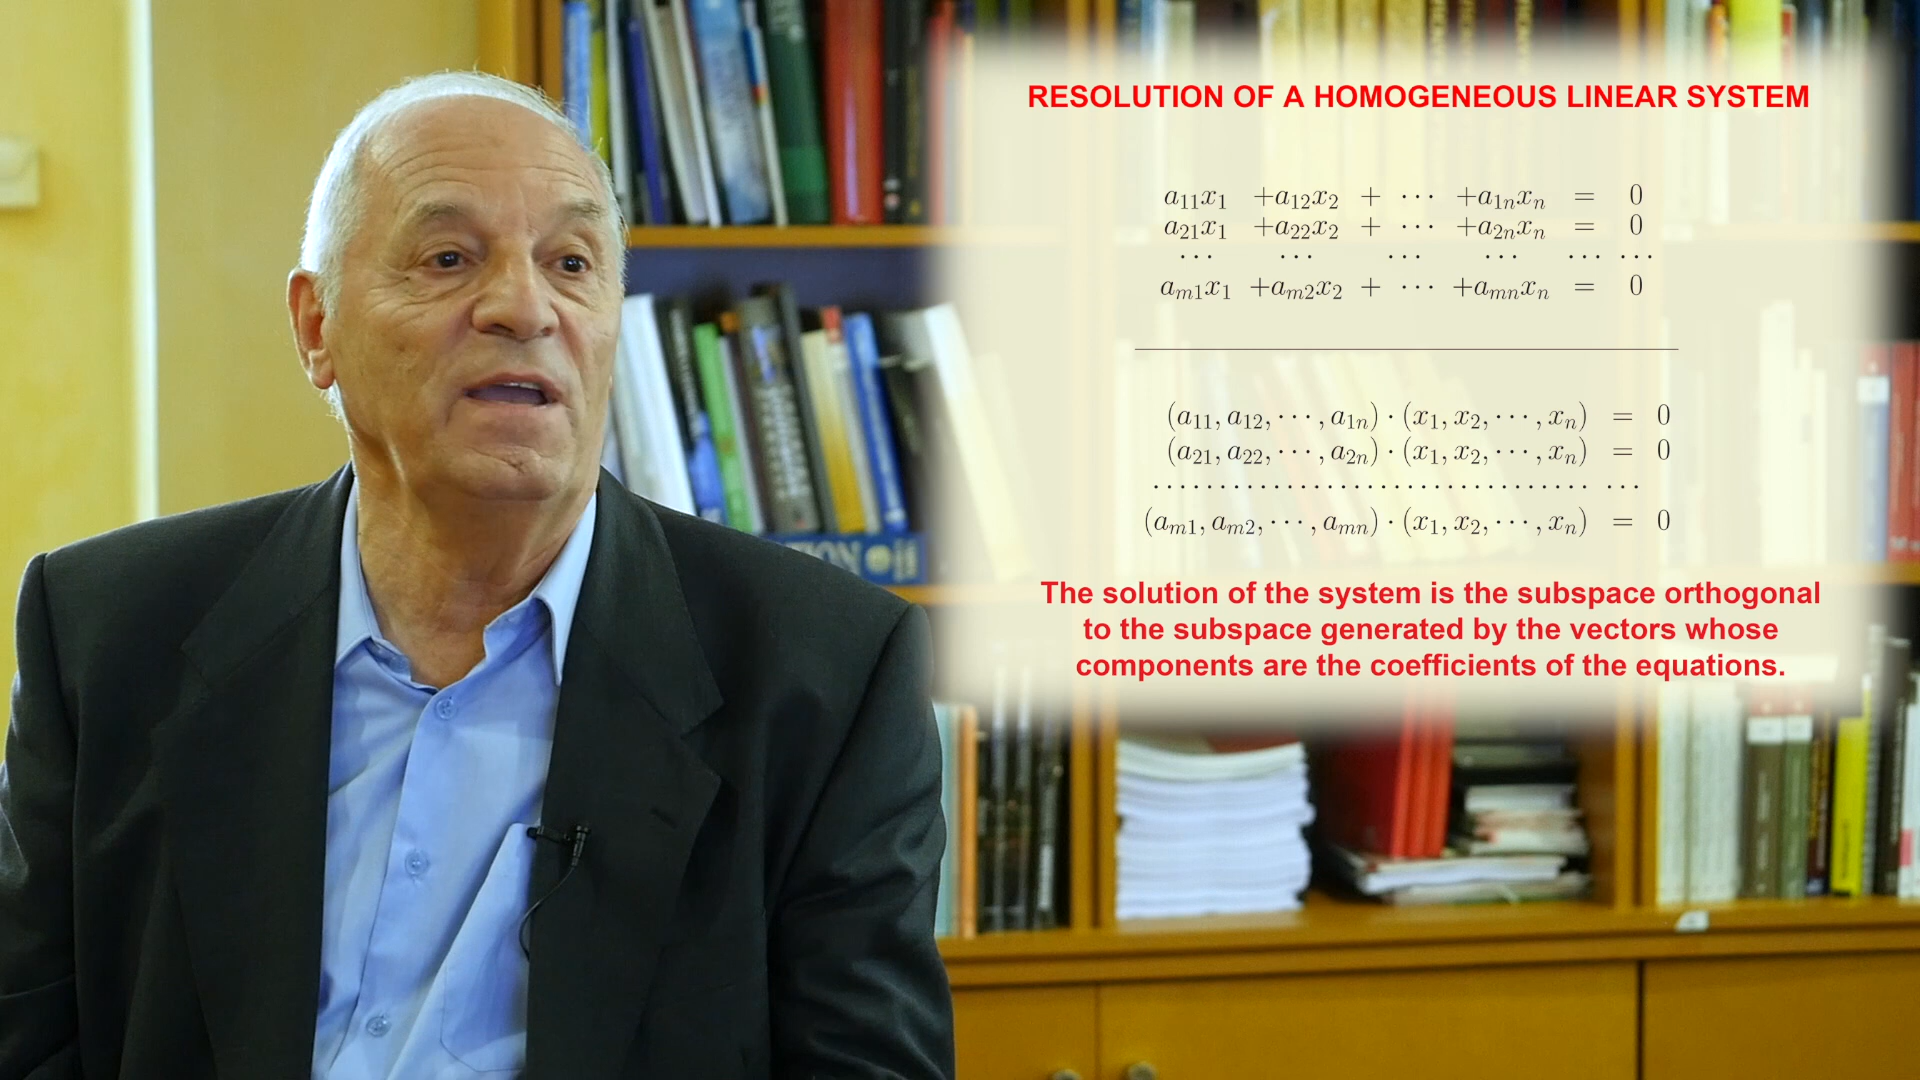 RESOLUTION OF A HOMOGENEOUS LINEAR SYSTEM
a₁₁x₁ +a₁₂x₂ + ⋯ +a₁ₙxₙ = 0
a₂₁x₁ +a₂₂x₂ + ⋯ +a₂ₙxₙ = 0
⋯ ⋯ ⋯ ⋯ ⋯ ⋯
aₘ₁x₁ +aₘ₂x₂ + ⋯ +aₘₙxₙ = 0
(a₁₁, a₁₂, ⋯ , a₁ₙ) · (x₁, x₂, ⋯ , xₙ) = 0
(a₂₁, a₂₂, ⋯ , a₂ₙ) · (x₁, x₂, ⋯ , xₙ) = 0
.................................... ...
(aₘ₁, aₘ₂, ⋯ , aₘₙ) · (x₁, x₂, ⋯ , xₙ) = 0
The solution of the system is the subspace orthogonal
to the subspace generated by the vectors whose
components are the coefficients of the equations.